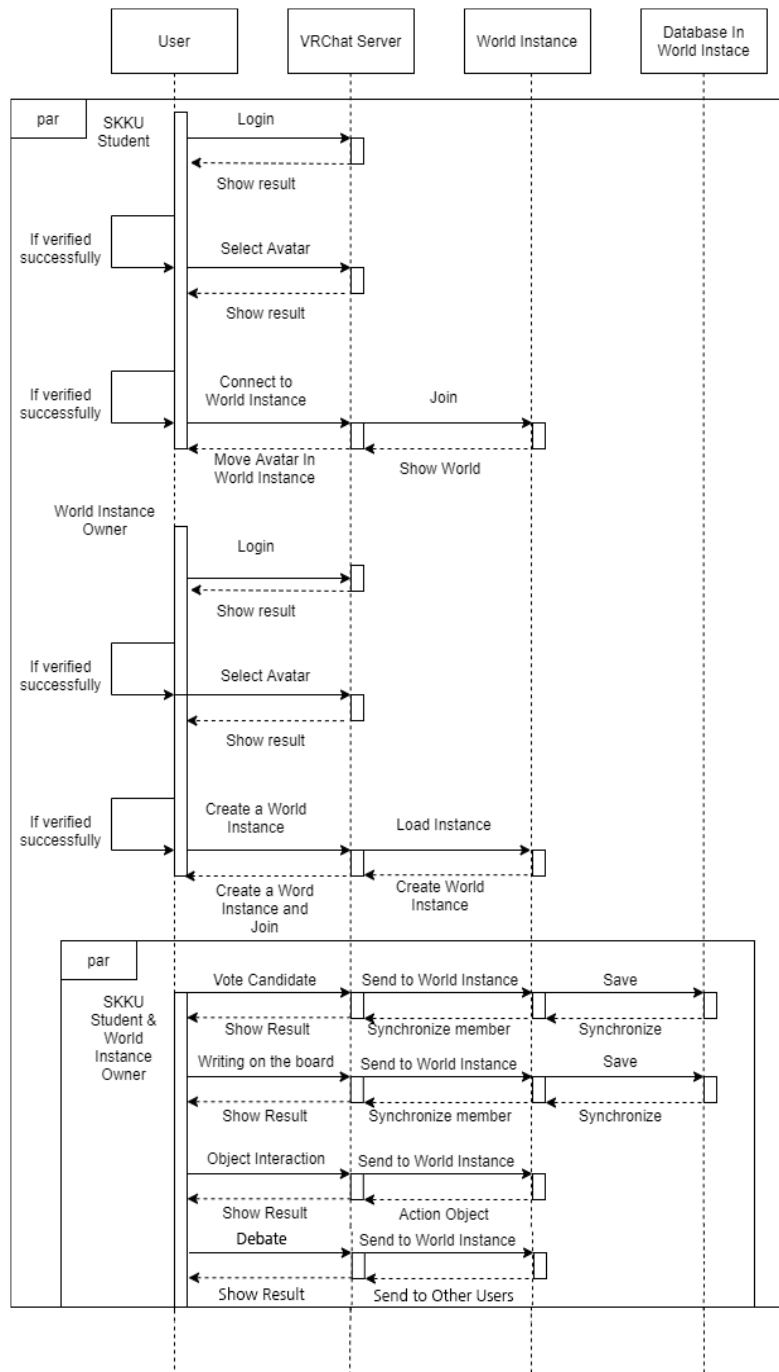 User
VRChat Server
World Instance
Database In
World Instace
par
SKKU
Student
Login
Show result
If verified
successfully
Select Avatar
Show result
If verified
successfully
Connect to
World Instance
Join
Move Avatar In
World Instance
Show World
World Instance
Owner
Login
Show result
If verified
successfully
Select Avatar
Show result
If verified
successfully
Create a World
Instance
Load Instance
Create a Word
Instance and
Join
Create World
Instance
par
SKKU
Student &
World
Instance
Owner
Vote Candidate
Send to World Instance
Save
Show Result
Synchronize member
Synchronize
Writing on the board
Send to World Instance
Save
Show Result
Synchronize member
Synchronize
Object Interaction
Send to World Instance
Show Result
Action Object
Debate
Send to World Instance
Show Result
Send to Other Users